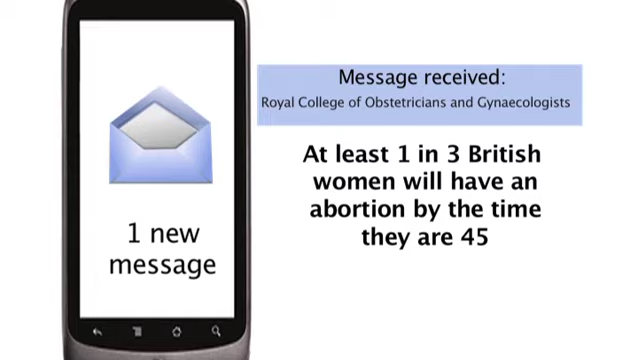 Message received:
Royal College of Obstetricians and Gynaecologists
At least 1 in 3 British
women will have an
abortion by the time
they are 45
1 new
message